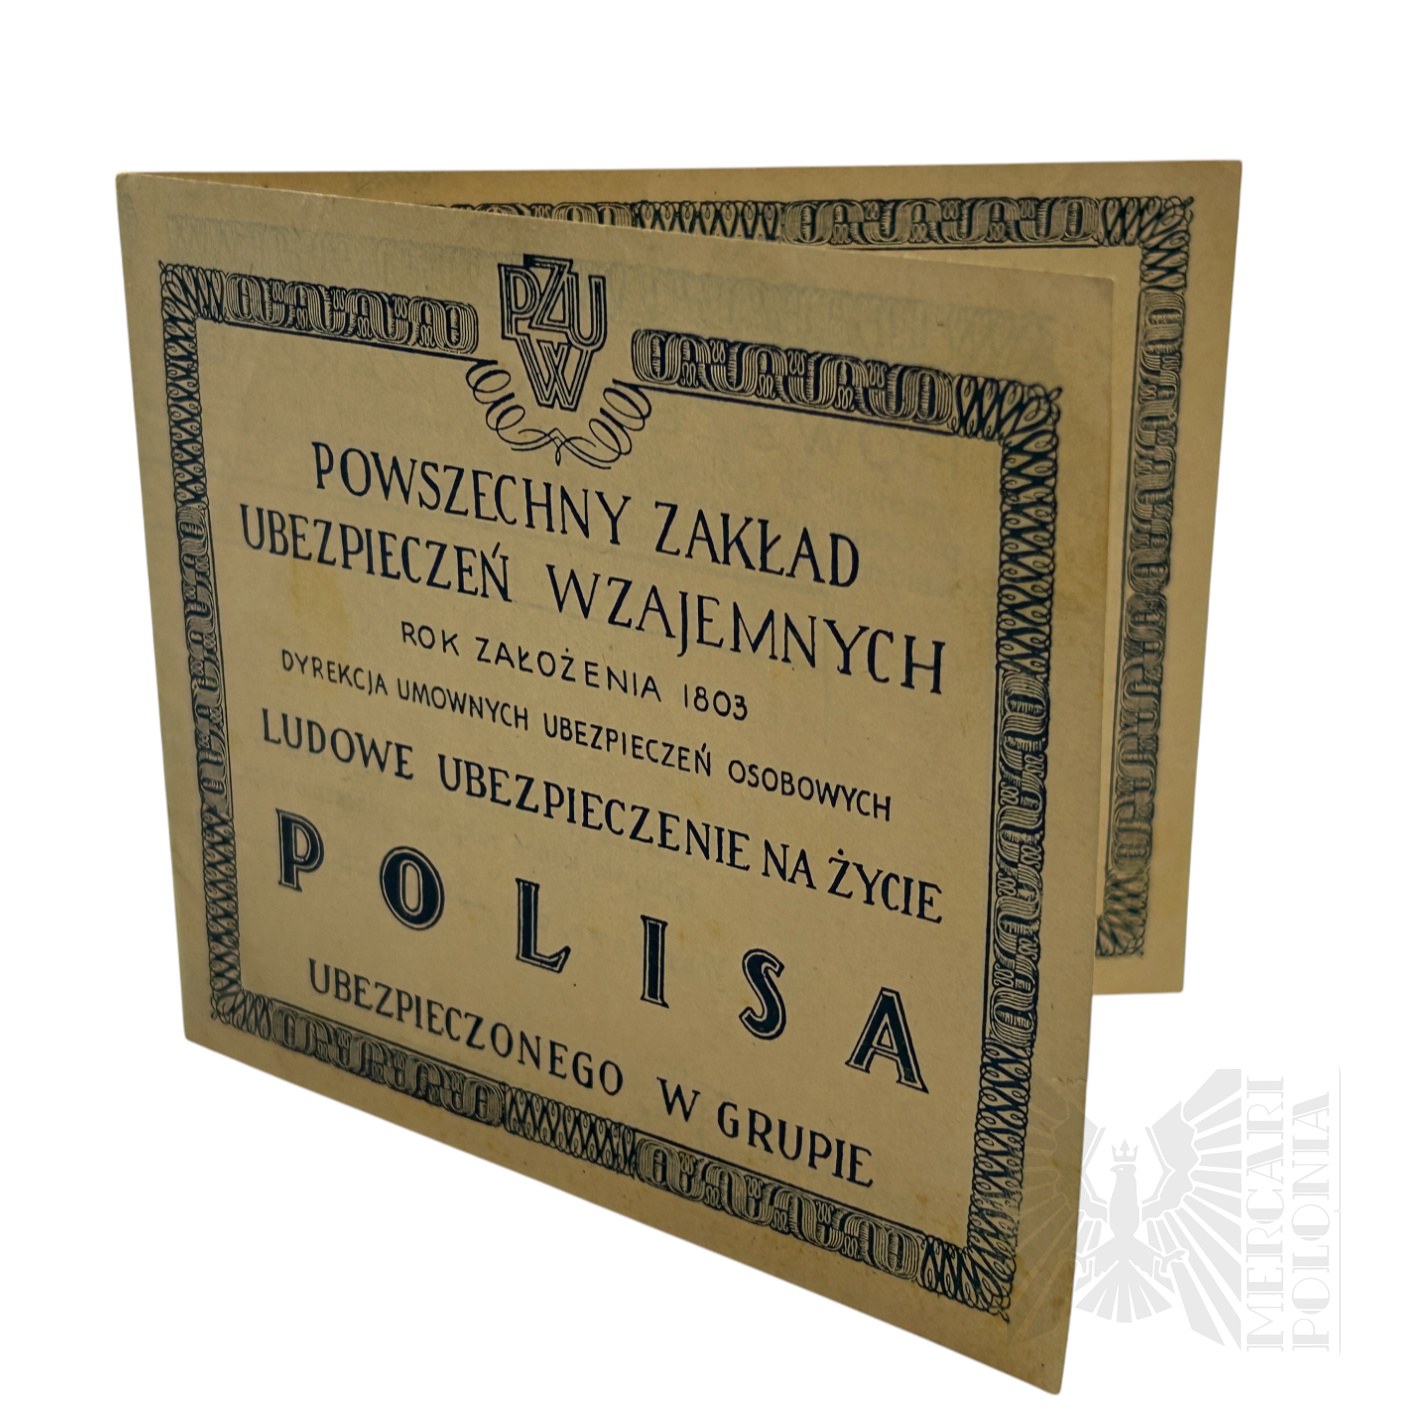 PZUW
POWSZECHNY ZAKŁAD
UBEZPIECZEŃ WZAJEMNYCH
ROK ZAŁOŻENIA 1803
DYREKCJA UMOWNYCH UBEZPIECZEŃ OSOBOWYCH
LUDOWE UBEZPIECZENIE NA ŻYCIE
POLISA
UBEZPIECZONEGO W GRUPIE
MERCARI
POLONIA